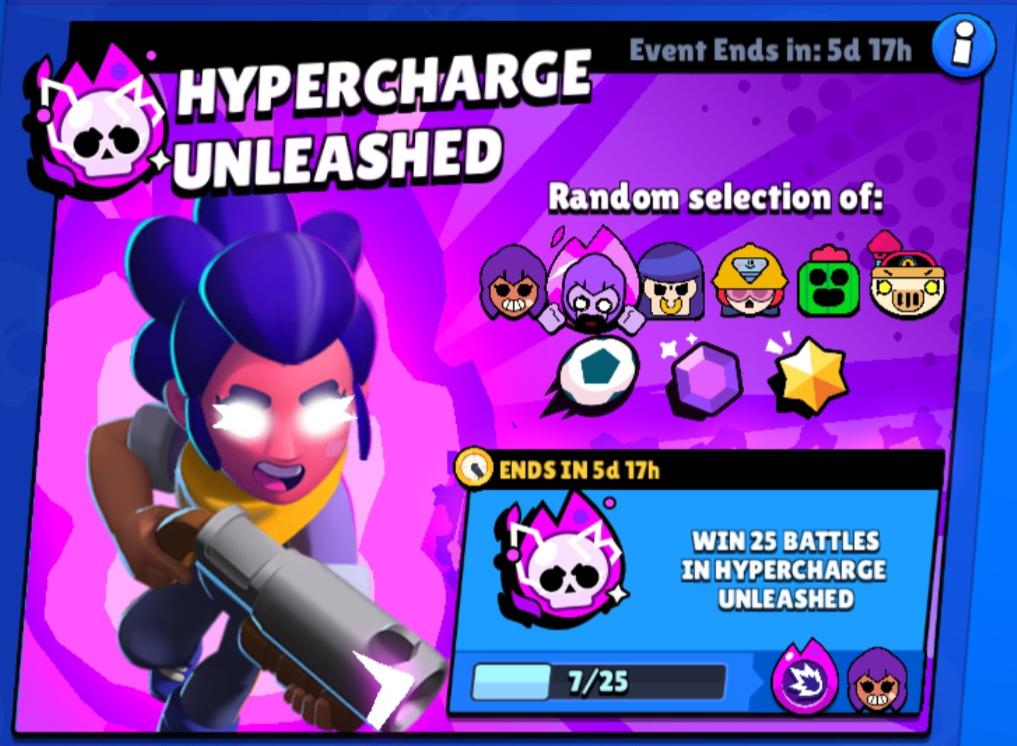 Event Ends in: 5d 17h
HYPERCHARGE
UNLEASHED
Random selection of:
ENDS IN 5d 17h
WIN 25 BATTLES
IN HYPERCHARGE
UNLEASHED
7/25